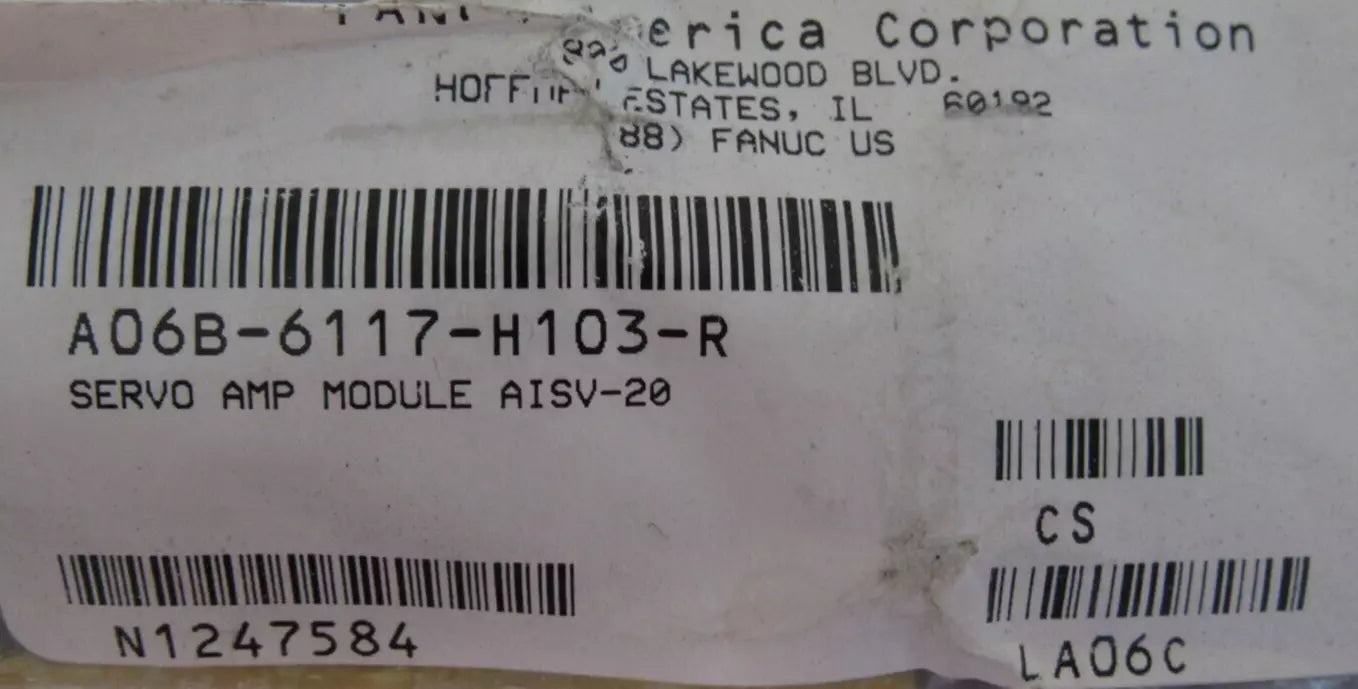 erica Corporation
LAKEWOOD BLVD.
ESTATES, IL 60192
88) FANUC US
A06B-6117-H103-R
SERVO AMP MODULE AISV-20
CS
N1247584
LA06C